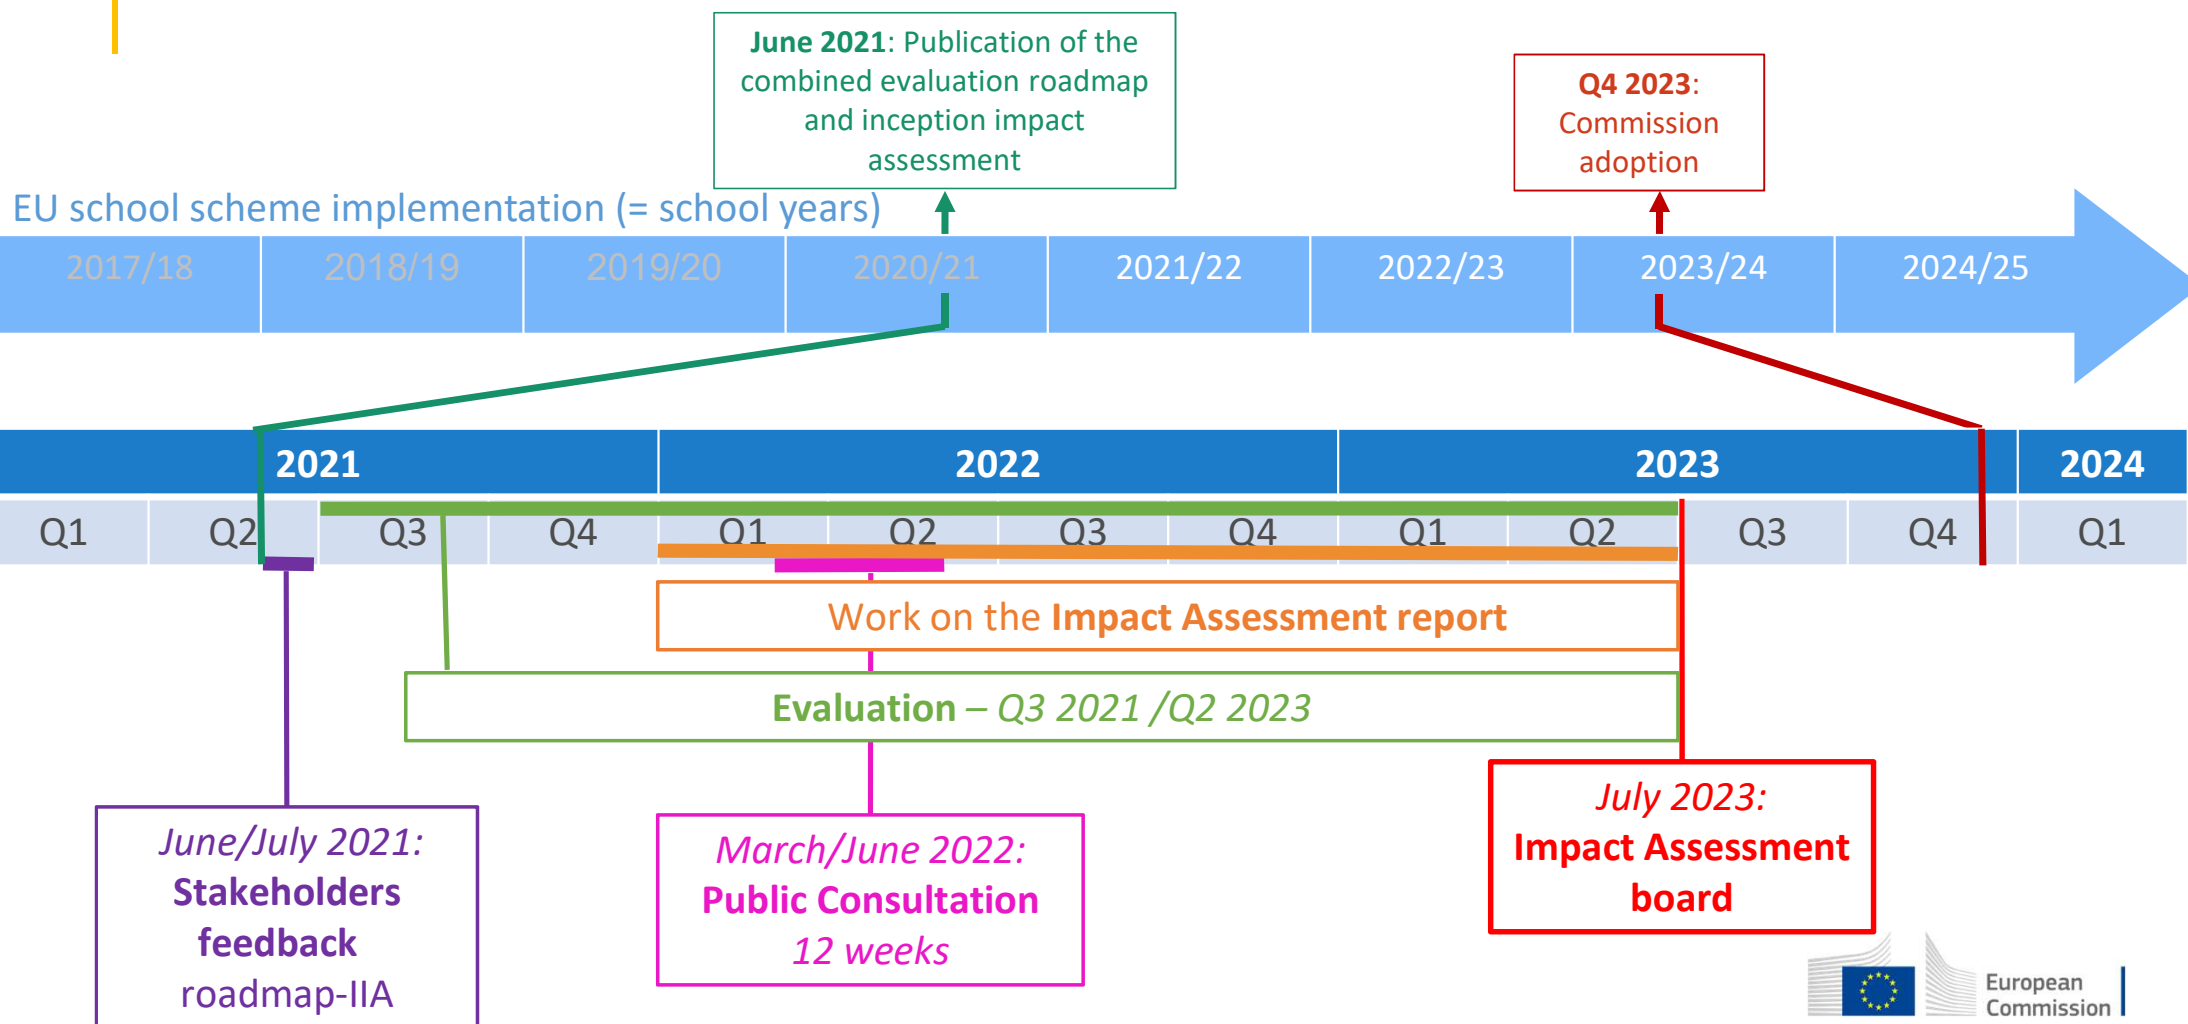 June 2021: Publication of the
combined evaluation roadmap
and inception impact
assessment
Q4 2023:
Commission
adoption
EU school scheme implementation (= school years)
2017/18 2018/19 2019/20 2020/21 2021/22 2022/23 2023/24 2024/25
2021 2022 2023 2024
Q1 Q2 Q3 Q4 Q1 Q2 Q3 Q4 Q1 Q2 Q3 Q4 Q1
Work on the Impact Assessment report
Evaluation – Q3 2021 /Q2 2023
June/July 2021:
Stakeholders
feedback
roadmap-IIA
March/June 2022:
Public Consultation
12 weeks
July 2023:
Impact Assessment
board
European
Commission